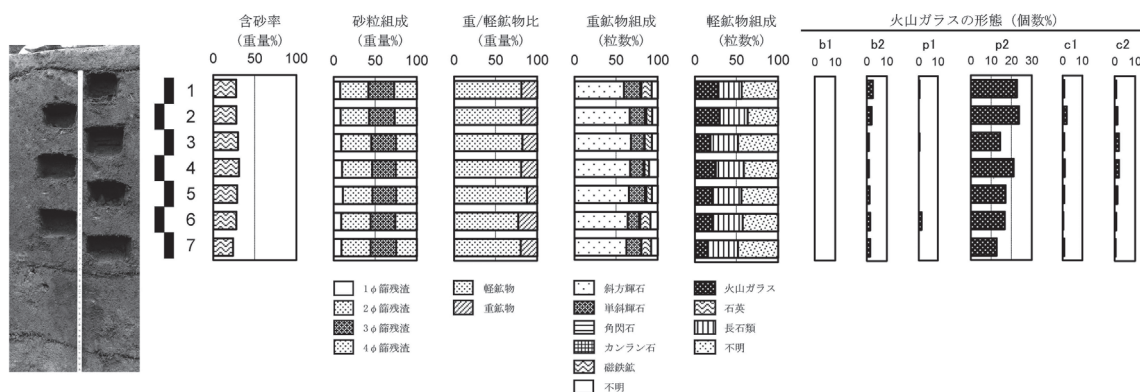 含砂率 砂粒組成 重/軽鉱物比 重鉱物組成 軽鉱物組成 火山ガラスの形態 (個数%)
(重量%) (重量%) (重量%) (粒数%) (粒数%) b1 b2 p1 p2 c1 c2
0 50 100 0 50 100 0 50 100 0 50 100 0 50 100 0 10 0 10 0 10 0 10 20 30 0 10 0 10
1
2
3
4
5
6
7
1φ篩残渣 軽鉱物 斜方輝石 火山ガラス
2φ篩残渣 重鉱物 単斜輝石 石英
3φ篩残渣 角閃石 長石類
4φ篩残渣 カンラン石 不明
磁鉄鉱
不明